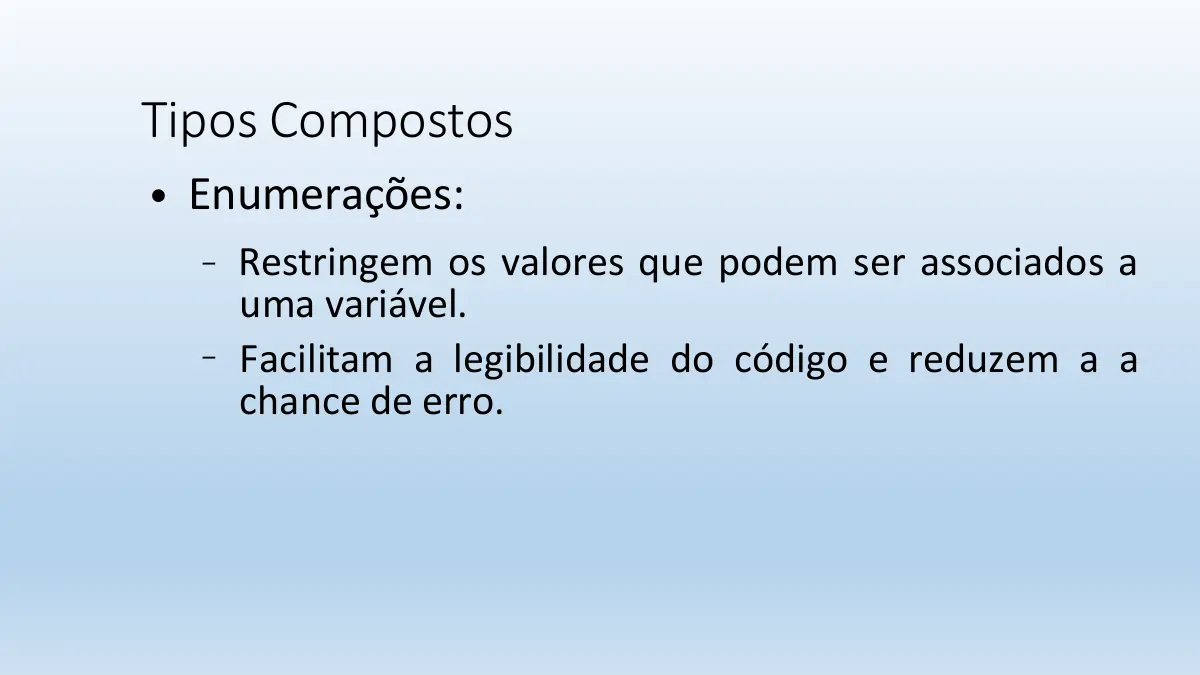 Tipos Compostos
• Enumerações:
– Restringem os valores que podem ser associados a
uma variável.
– Facilitam a legibilidade do código e reduzem a a
chance de erro.